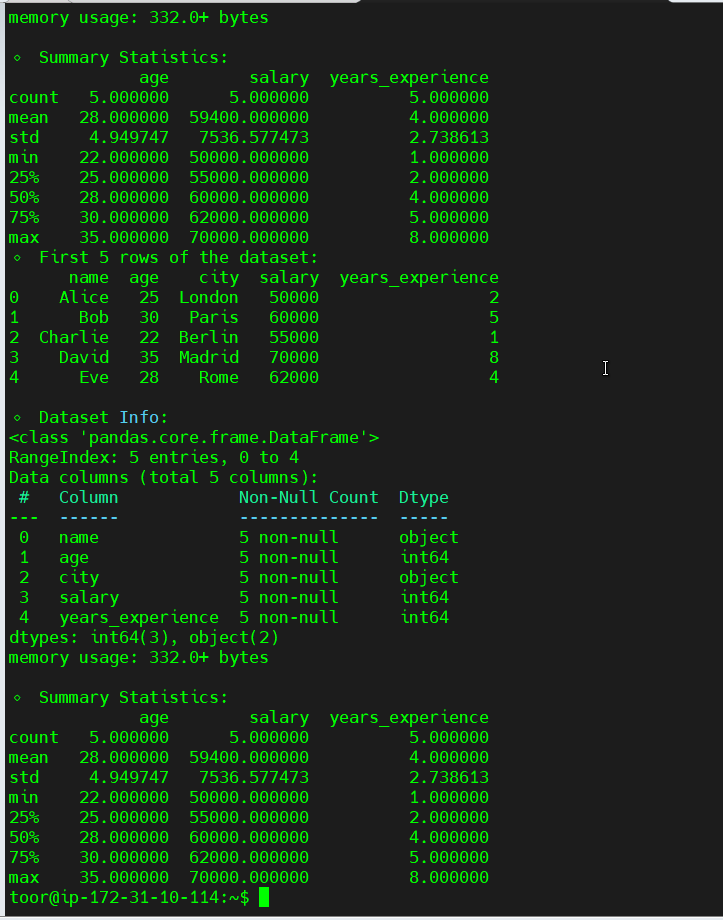 memory usage: 332.0+ bytes

⋄  Summary Statistics:
             age        salary  years_experience
count   5.000000      5.000000          5.000000
mean   28.000000  59400.000000          4.000000
std     4.949747   7536.577473          2.738613
min    22.000000  50000.000000          1.000000
25%    25.000000  55000.000000          2.000000
50%    28.000000  60000.000000          4.000000
75%    30.000000  62000.000000          5.000000
max    35.000000  70000.000000          8.000000
⋄  First 5 rows of the dataset:
      name  age    city  salary  years_experience
0    Alice   25  London   50000                 2
1      Bob   30   Paris   60000                 5
2  Charlie   22  Berlin   55000                 1
3    David   35  Madrid   70000                 8
4      Eve   28    Rome   62000                 4

⋄  Dataset Info:
<class 'pandas.core.frame.DataFrame'>
RangeIndex: 5 entries, 0 to 4
Data columns (total 5 columns):
 #   Column            Non-Null Count  Dtype
---  ------            --------------  -----
 0   name              5 non-null      object
 1   age               5 non-null      int64
 2   city              5 non-null      object
 3   salary            5 non-null      int64
 4   years_experience  5 non-null      int64
dtypes: int64(3), object(2)
memory usage: 332.0+ bytes

⋄  Summary Statistics:
             age        salary  years_experience
count   5.000000      5.000000          5.000000
mean   28.000000  59400.000000          4.000000
std     4.949747   7536.577473          2.738613
min    22.000000  50000.000000          1.000000
25%    25.000000  55000.000000          2.000000
50%    28.000000  60000.000000          4.000000
75%    30.000000  62000.000000          5.000000
max    35.000000  70000.000000          8.000000
toor@ip-172-31-10-114:~$